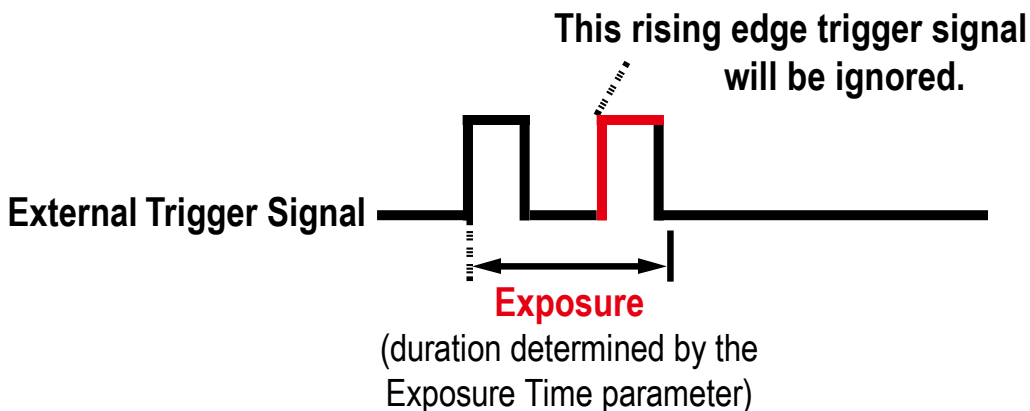 This rising edge trigger signal
will be ignored.
External Trigger Signal
Exposure
(duration determined by the
Exposure Time parameter)